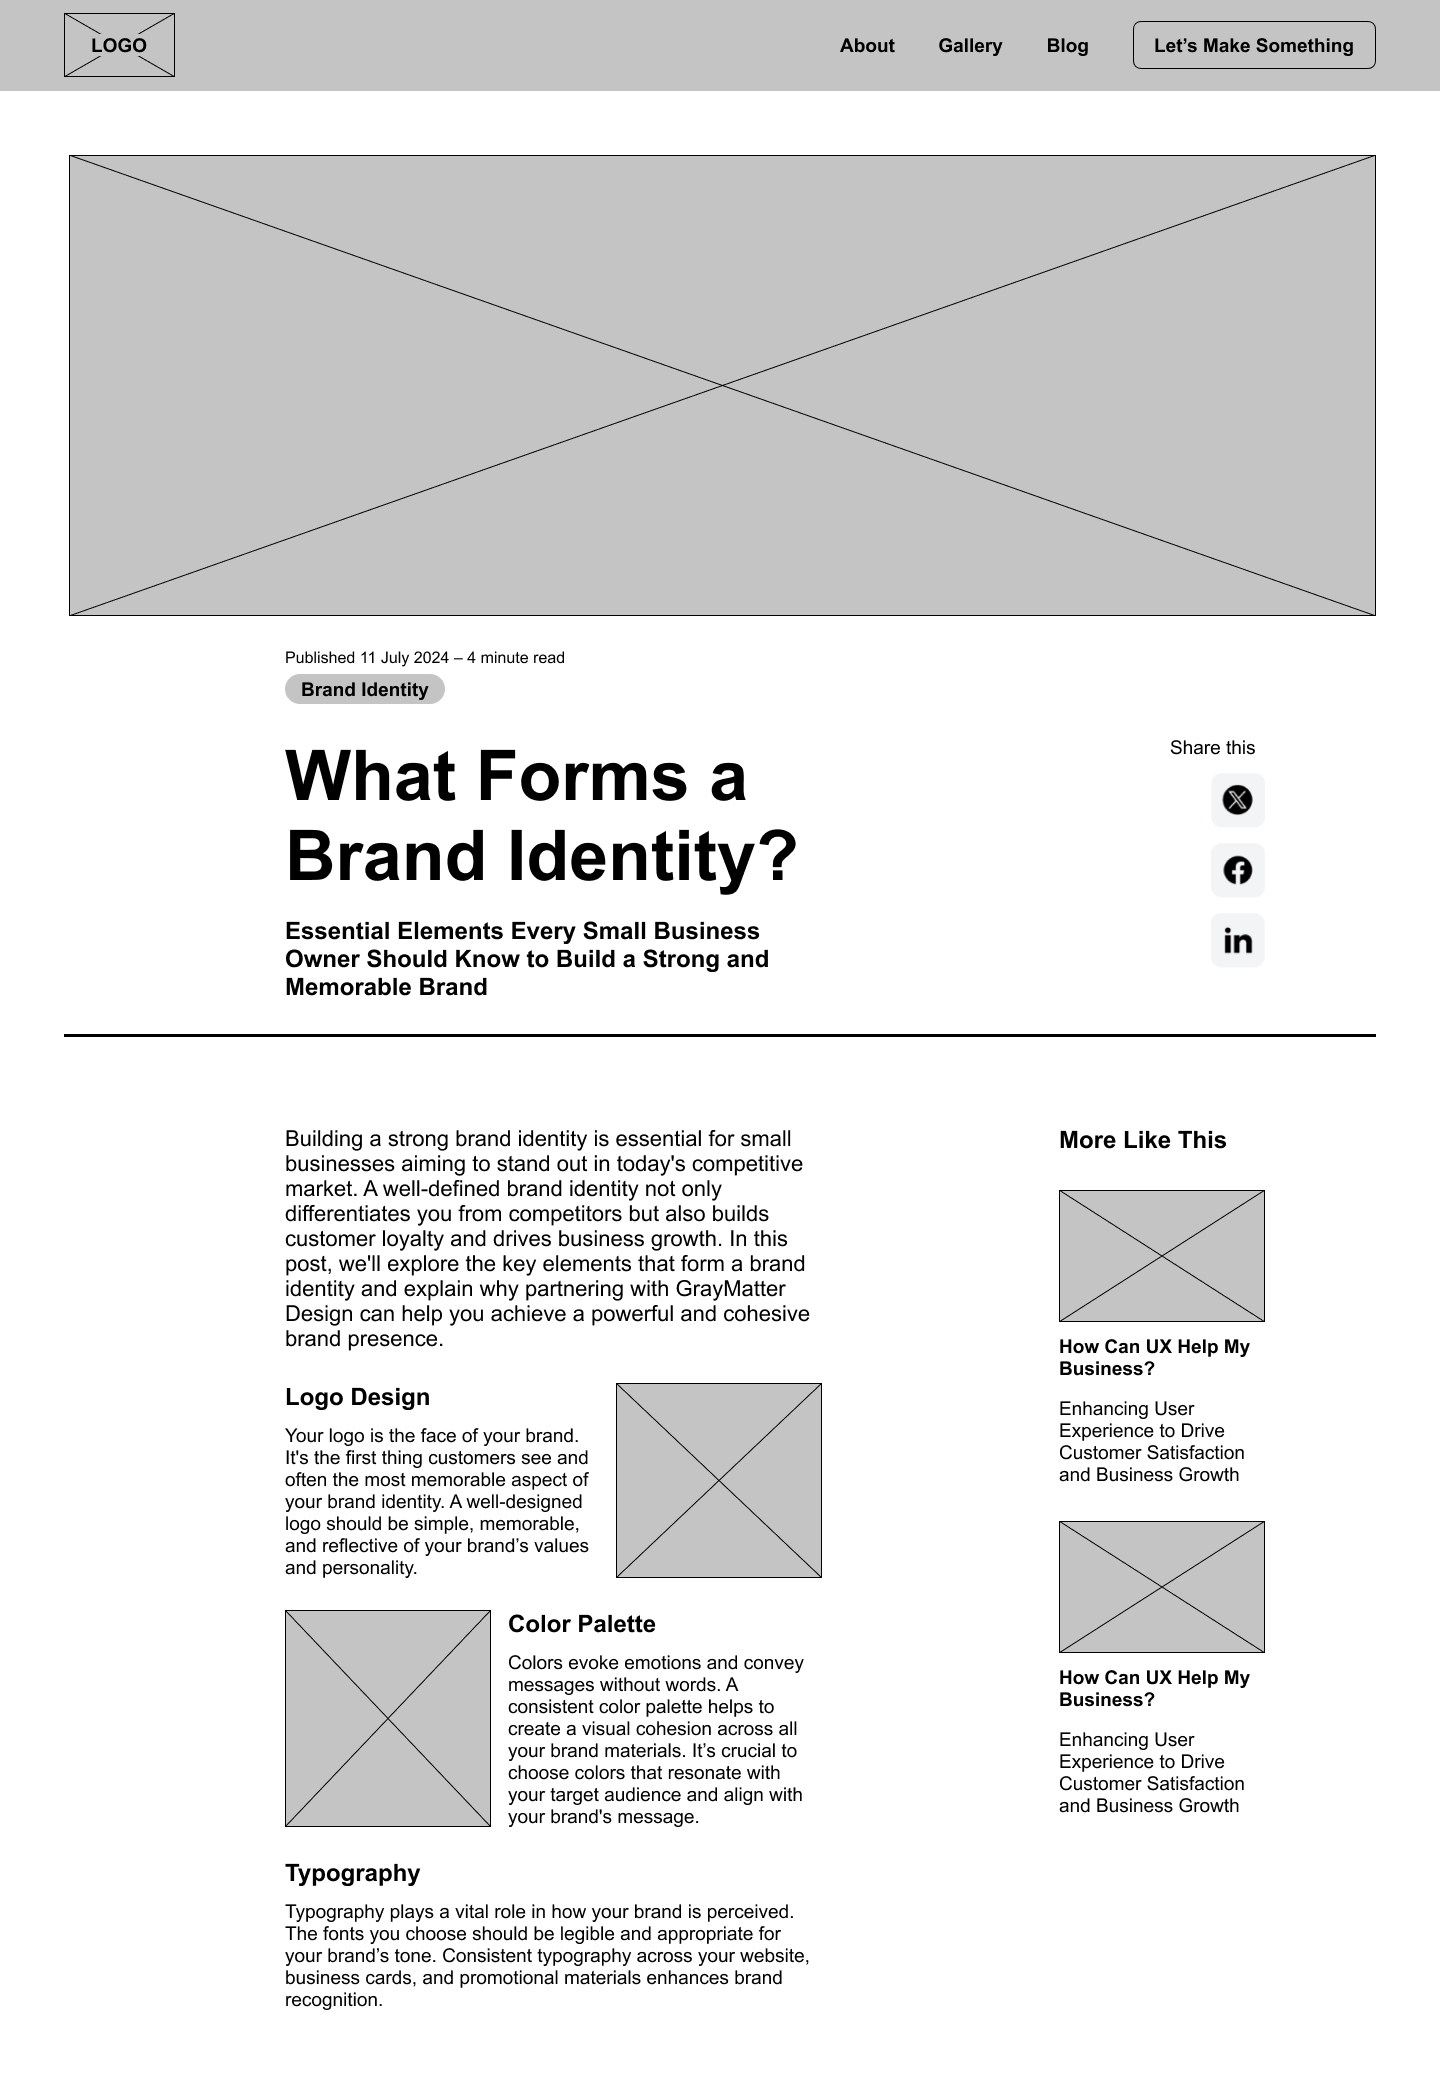 LOGO
About
Gallery
Blog
Let’s Make Something
Published 11 July 2024 – 4 minute read
Brand Identity
What Forms a
Brand Identity?
Essential Elements Every Small Business
Owner Should Know to Build a Strong and
Memorable Brand
Share this
X
f
in
Building a strong brand identity is essential for small
businesses aiming to stand out in today's competitive
market. A well-defined brand identity not only
differentiates you from competitors but also builds
customer loyalty and drives business growth. In this
post, we'll explore the key elements that form a brand
identity and explain why partnering with GrayMatter
Design can help you achieve a powerful and cohesive
brand presence.
Logo Design
Your logo is the face of your brand.
It's the first thing customers see and
often the most memorable aspect of
your brand identity. A well-designed
logo should be simple, memorable,
and reflective of your brand’s values
and personality.
Color Palette
Colors evoke emotions and convey
messages without words. A
consistent color palette helps to
create a visual cohesion across all
your brand materials. It’s crucial to
choose colors that resonate with
your target audience and align with
your brand's message.
Typography
Typography plays a vital role in how your brand is perceived.
The fonts you choose should be legible and appropriate for
your brand’s tone. Consistent typography across your website,
business cards, and promotional materials enhances brand
recognition.
More Like This
How Can UX Help My
Business?
Enhancing User
Experience to Drive
Customer Satisfaction
and Business Growth
How Can UX Help My
Business?
Enhancing User
Experience to Drive
Customer Satisfaction
and Business Growth